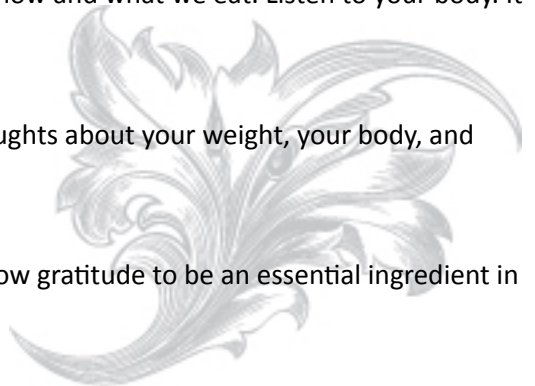 how and what we eat. Listen to your body. It
ughts about your weight, your body, and
ow gratitude to be an essential ingredient in